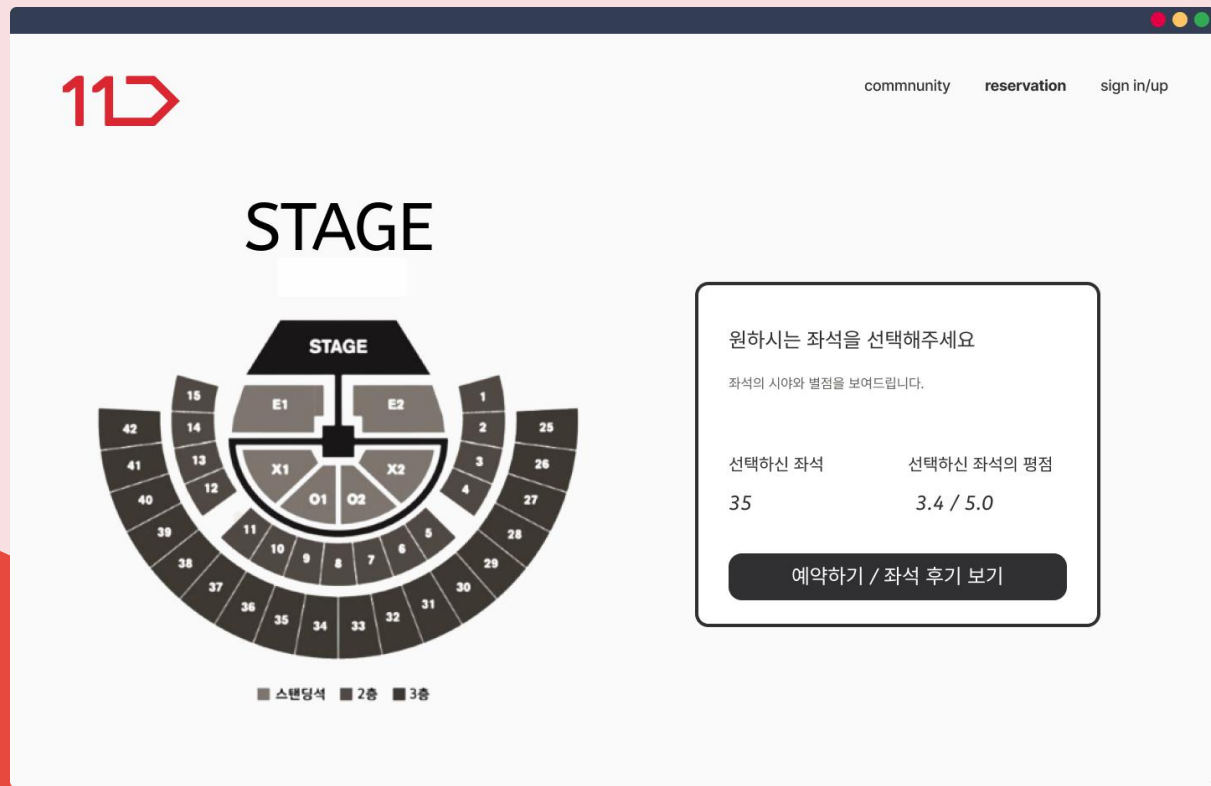 11
commnunity reservation sign in/up
STAGE
STAGE
15 E1 E2 1
42 14 2 25
41 13 X1 X2 3 26
40 12 O1 O2 4 27
39 11 5 28
38 10 9 8 7 6 29
37 30
36 35 34 33 32 31
스탠딩석 2층 3층
원하시는 좌석을 선택해주세요
좌석의 시야와 별점을 보여드립니다.
선택하신 좌석 선택하신 좌석의 평점
35 3.4 / 5.0
예약하기 / 좌석 후기 보기